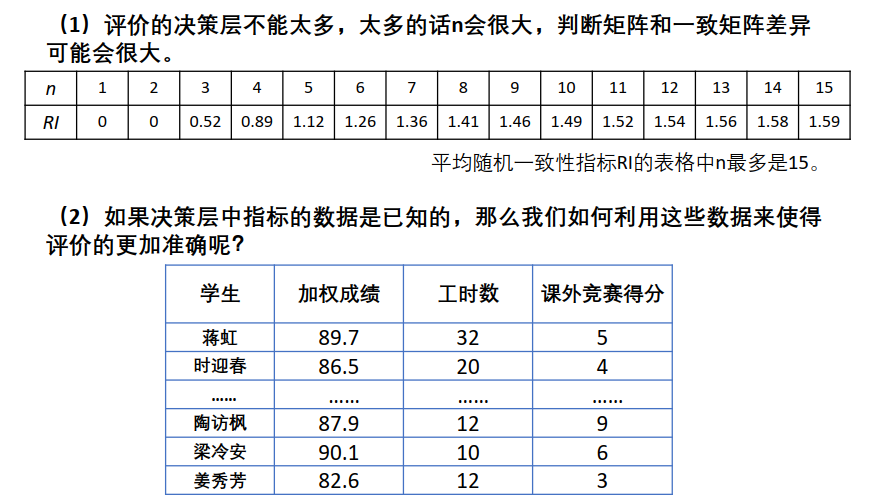 （1）评价的决策层不能太多，太多的话n会很大，判断矩阵和一致矩阵差异
可能会很大。
n 1 2 3 4 5 6 7 8 9 10 11 12 13 14 15
RI 0 0 0.52 0.89 1.12 1.26 1.36 1.41 1.46 1.49 1.52 1.54 1.56 1.58 1.59
平均随机一致性指标RI的表格中n最多是15。
（2）如果决策层中指标的数据是已知的，那么我们如何利用这些数据来使得
评价的更加准确呢？
学生 加权成绩 工时数 课外竞赛得分
蒋虹 89.7 32 5
时迎春 86.5 20 4
…… …… …… ……
陶访枫 87.9 12 9
梁冷安 90.1 10 6
姜秀芳 82.6 12 3